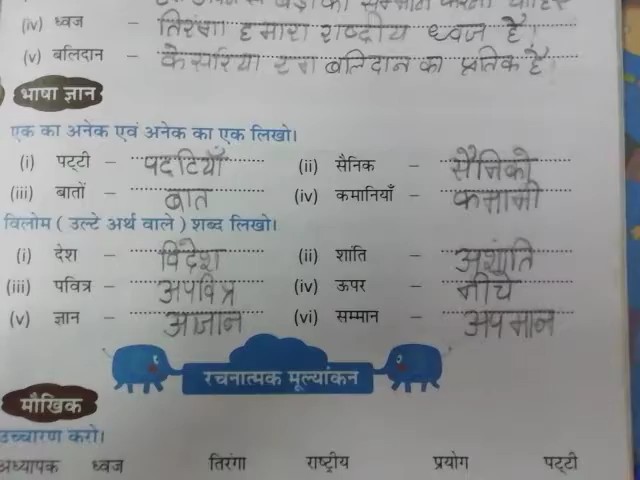 (iv) ध्वज – तिरंगा हमारा राष्ट्रीय ध्वज है।
(v) बलिदान – केसरिया रंग बलिदान का प्रतिक है।
भाषा ज्ञान
एक का अनेक एवं अनेक का एक लिखो।
(i) पट्टी – पट्टियाँ (ii) सैनिक – सैनिको
(iii) बातों – बात (iv) कमानियाँ – कमानी
विलोम ( उल्टे अर्थ वाले ) शब्द लिखो।
(i) देश – विदेश (ii) शांति – अशांति
(iii) पवित्र – अपवित्र (iv) ऊपर – नीचे
(v) ज्ञान – आज्ञान (vi) सम्मान – अपमान
रचनात्मक मूल्यांकन
मौखिक
उच्चारण करो।
अध्यापक ध्वज तिरंगा राष्ट्रीय प्रयोग पट्टी